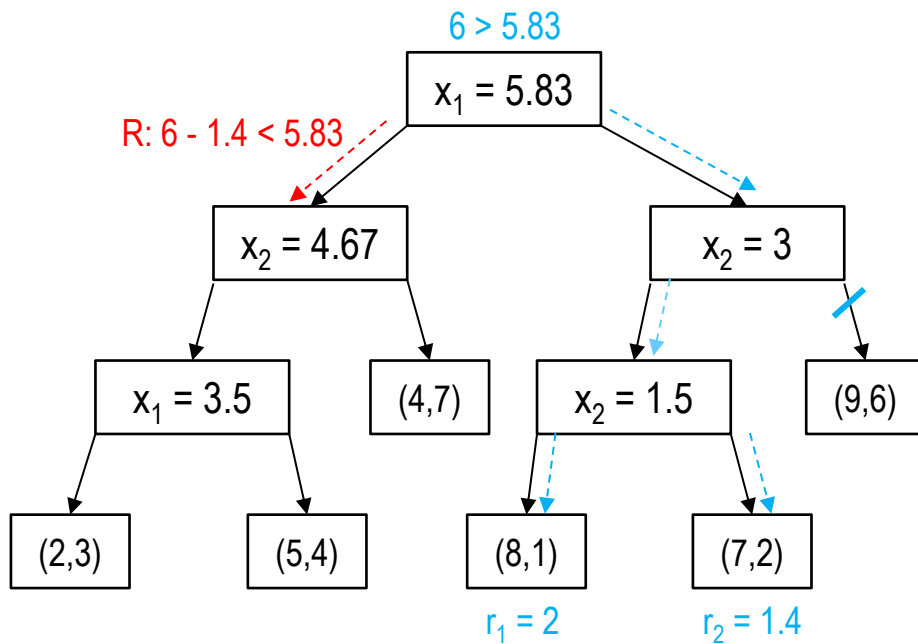 6 > 5.83
x₁ = 5.83
R: 6 - 1.4 < 5.83
x₂ = 4.67
x₂ = 3
x₁ = 3.5
(4,7)
x₂ = 1.5
(9,6)
(2,3)
(5,4)
(8,1)
(7,2)
r₁ = 2
r₂ = 1.4